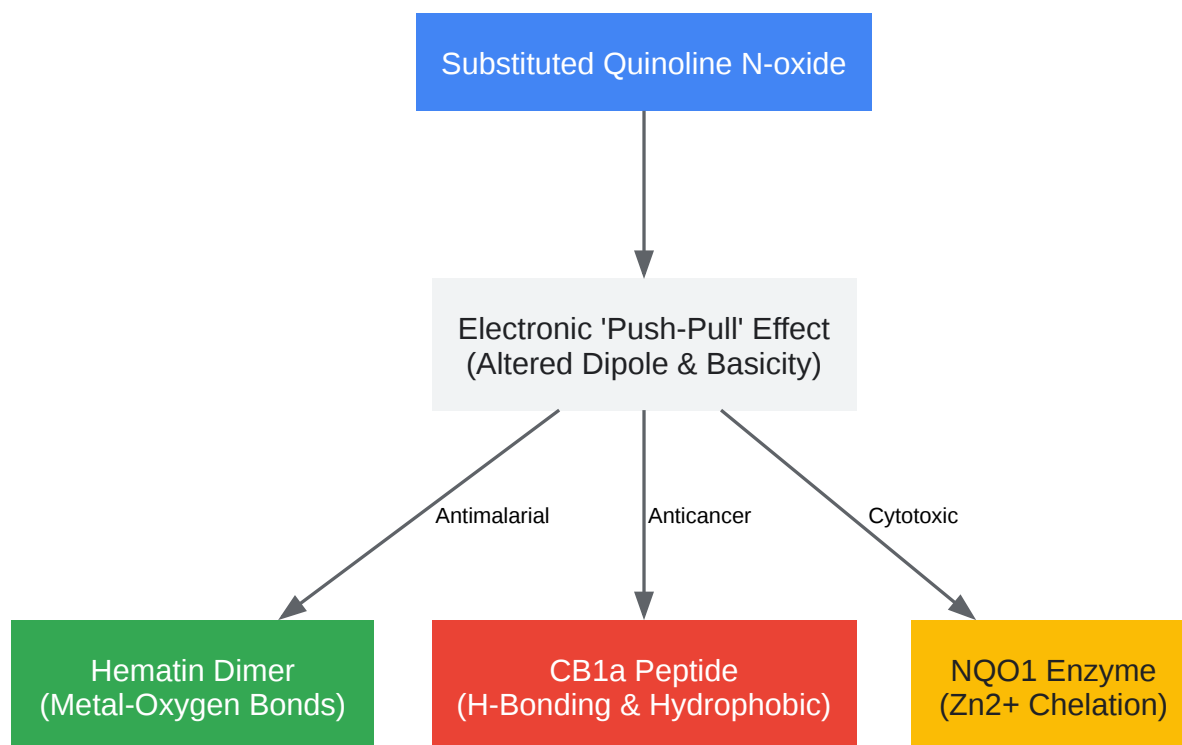 Substituted Quinoline N-oxide
Electronic 'Push-Pull' Effect
(Altered Dipole & Basicity)
Antimalarial
Anticancer
Cytotoxic
Hematin Dimer
(Metal-Oxygen Bonds)
CB1a Peptide
(H-Bonding & Hydrophobic)
NQO1 Enzyme
(Zn2+ Chelation)